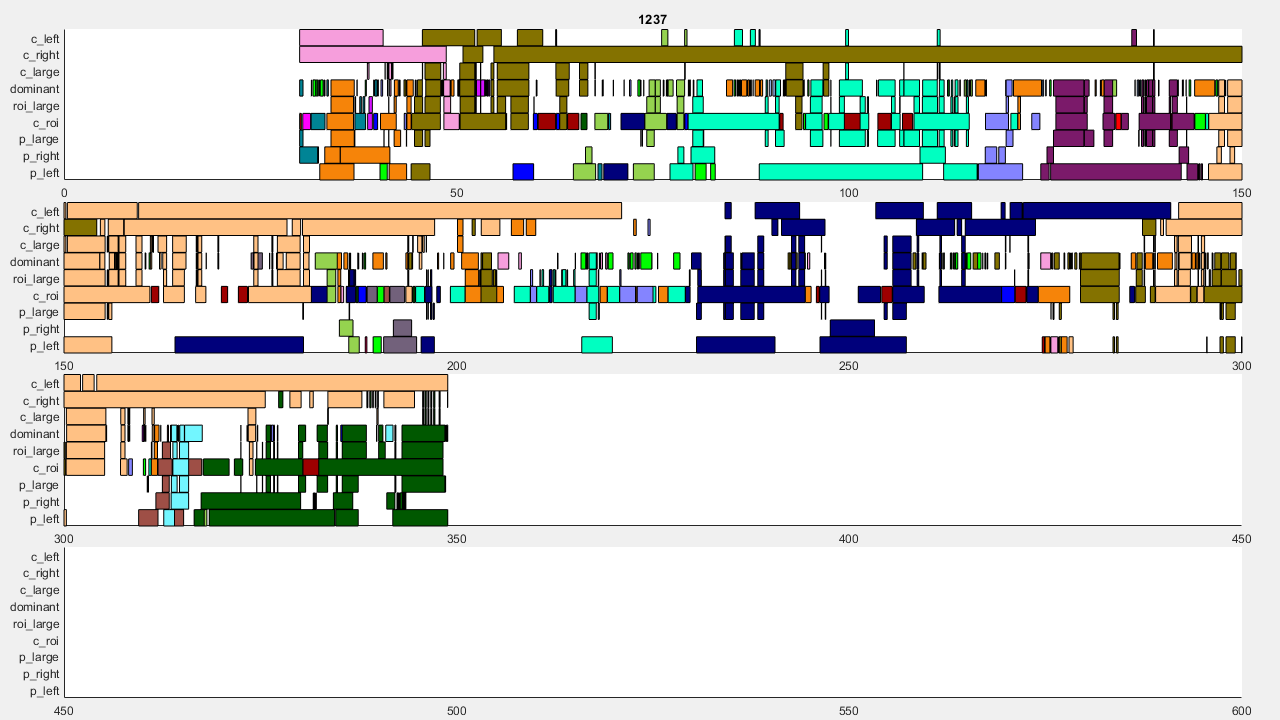 1237
c_left
c_right
c_large
dominant
roi_large
c_roi
p_large
p_right
p_left
0 50 100 150
c_left
c_right
c_large
dominant
roi_large
c_roi
p_large
p_right
p_left
150 200 250 300
c_left
c_right
c_large
dominant
roi_large
c_roi
p_large
p_right
p_left
300 350 400 450
c_left
c_right
c_large
dominant
roi_large
c_roi
p_large
p_right
p_left
450 500 550 600